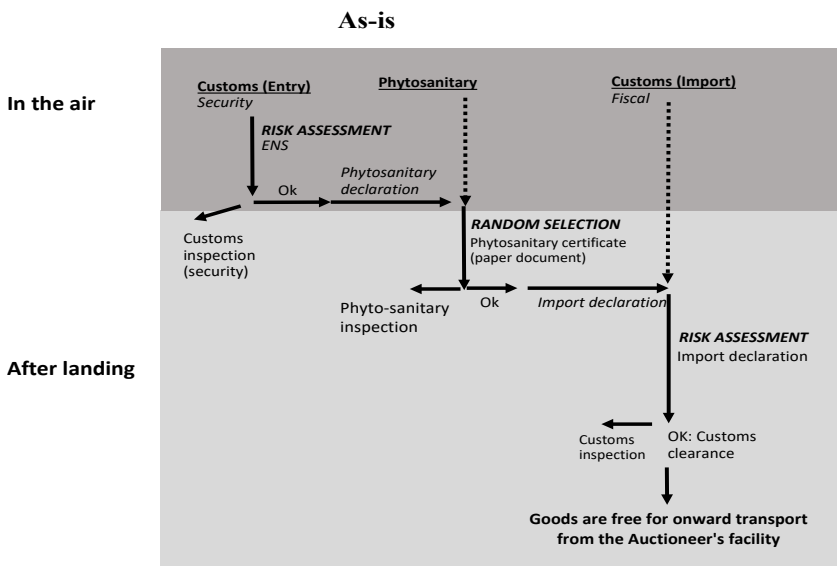 As-is
In the air
Customs (Entry)
Security
Phytosanitary
Customs (Import)
Fiscal
RISK ASSESSMENT
ENS
Ok
Phytosanitary
declaration
Customs
inspection
(security)
RANDOM SELECTION
Phytosanitary certificate
(paper document)
Phyto-sanitary
inspection
Ok
Import declaration
After landing
RISK ASSESSMENT
Import declaration
Customs
inspection
OK: Customs
clearance
Goods are free for onward transport
from the Auctioneer's facility